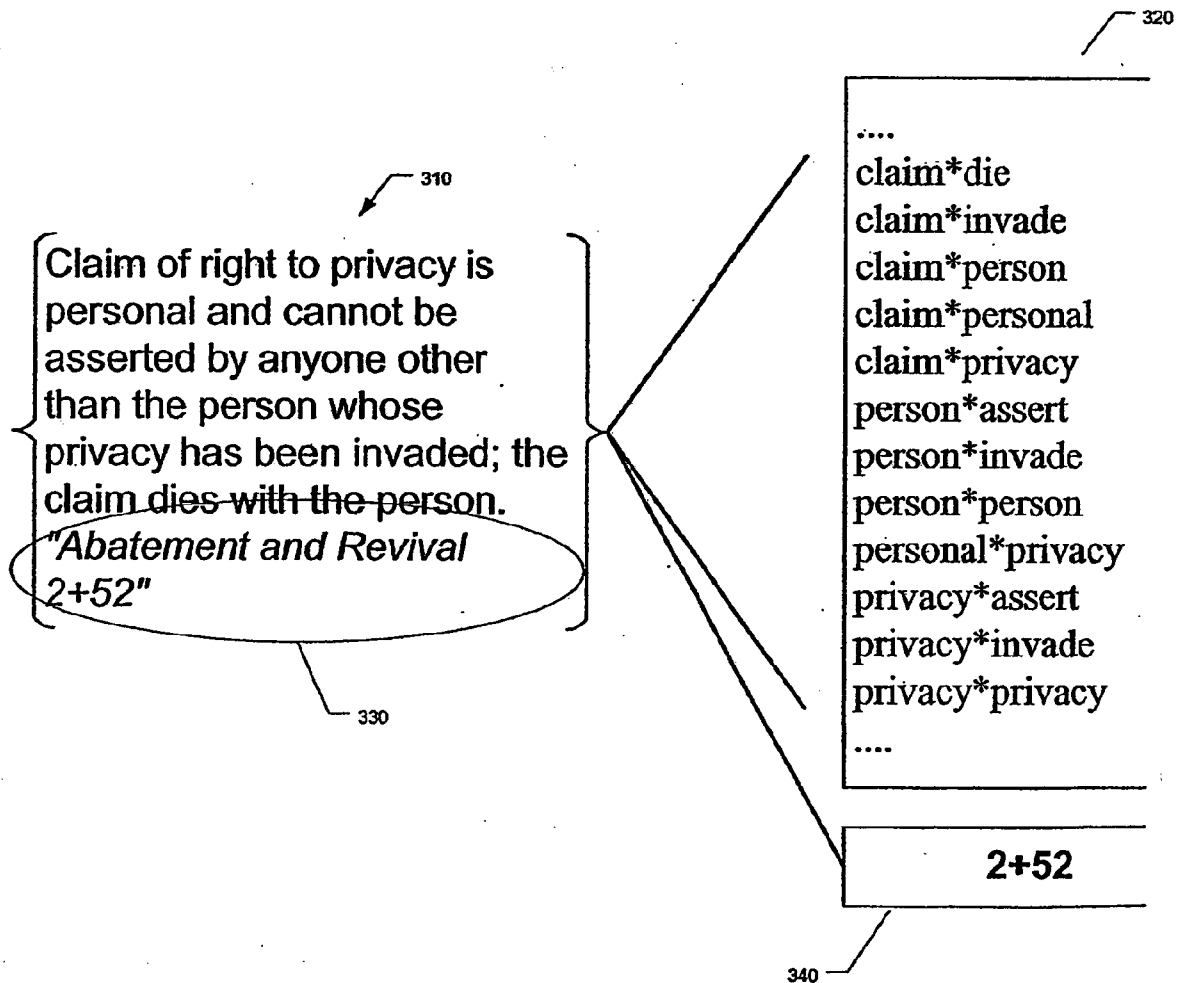 320
310
Claim of right to privacy is
personal and cannot be
asserted by anyone other
than the person whose
privacy has been invaded; the
claim dies with the person.
"Abatement and Revival
2+52"
330
....
claim*die
claim*invade
claim*person
claim*personal
claim*privacy
person*assert
person*invade
person*person
personal*privacy
privacy*assert
privacy*invade
privacy*privacy
....
2+52
340